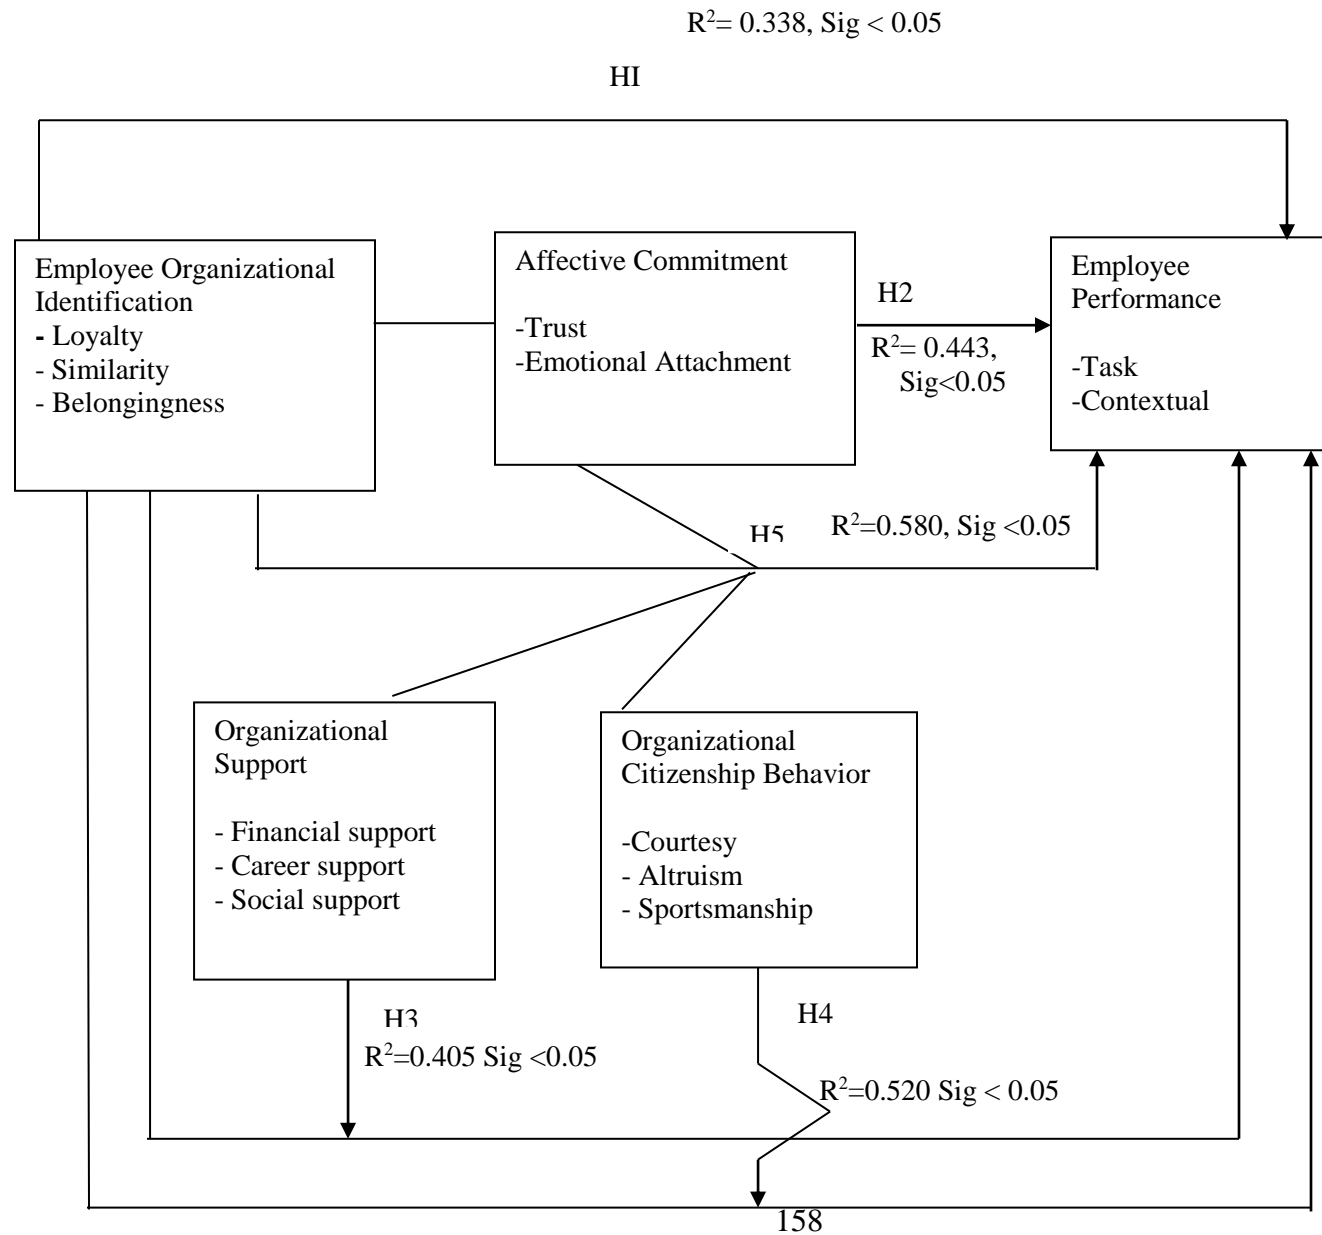 R²= 0.338, Sig < 0.05
HI
Employee Organizational
Identification
- Loyalty
- Similarity
- Belongingness
Affective Commitment
-Trust
-Emotional Attachment
H2
R²= 0.443,
Sig<0.05
Employee
Performance
-Task
-Contextual
H5
R²=0.580, Sig <0.05
Organizational
Support
- Financial support
- Career support
- Social support
Organizational
Citizenship Behavior
-Courtesy
- Altruism
- Sportsmanship
H3
R²=0.405 Sig <0.05
H4
R²=0.520 Sig < 0.05
158